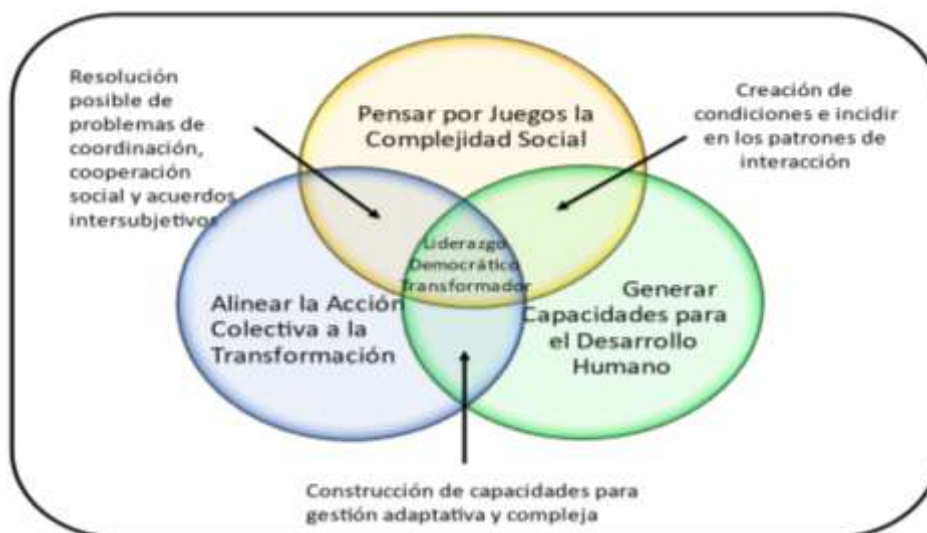 Resolución
posible de
problemas de
coordinación,
cooperación
social y acuerdos
intersubjetivos
Pensar por Juegos la
Complejidad Social
Creación de
condiciones e incidir
en los patrones de
interacción
Liderazgo
Democrático
Transformador
Alinear la Acción
Colectiva a la
Transformación
Generar
Capacidades para
el Desarrollo
Humano
Construcción de capacidades para
gestión adaptativa y compleja